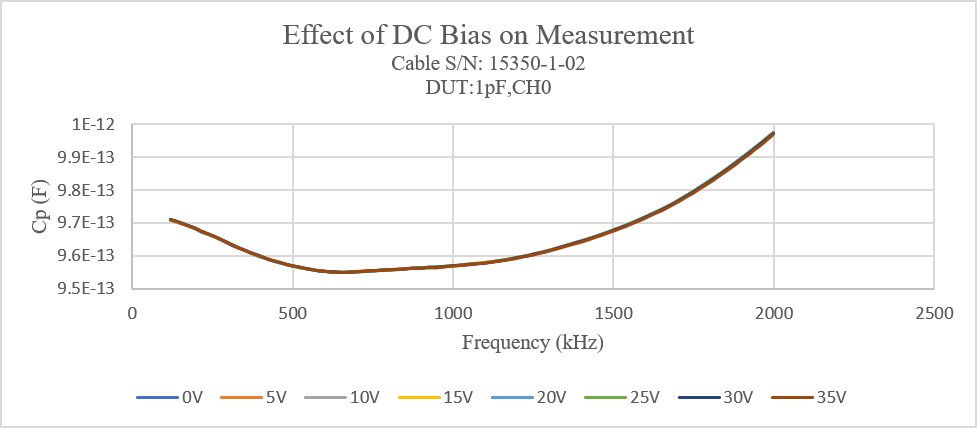 Effect of DC Bias on Measurement
Cable S/N: 15350-1-02
DUT:1pF,CH0
1E-12
9.9E-13
9.8E-13
9.7E-13
9.6E-13
9.5E-13
Cp (F)
0 500 1000 1500 2000 2500
Frequency (kHz)
0V 5V 10V 15V 20V 25V 30V 35V